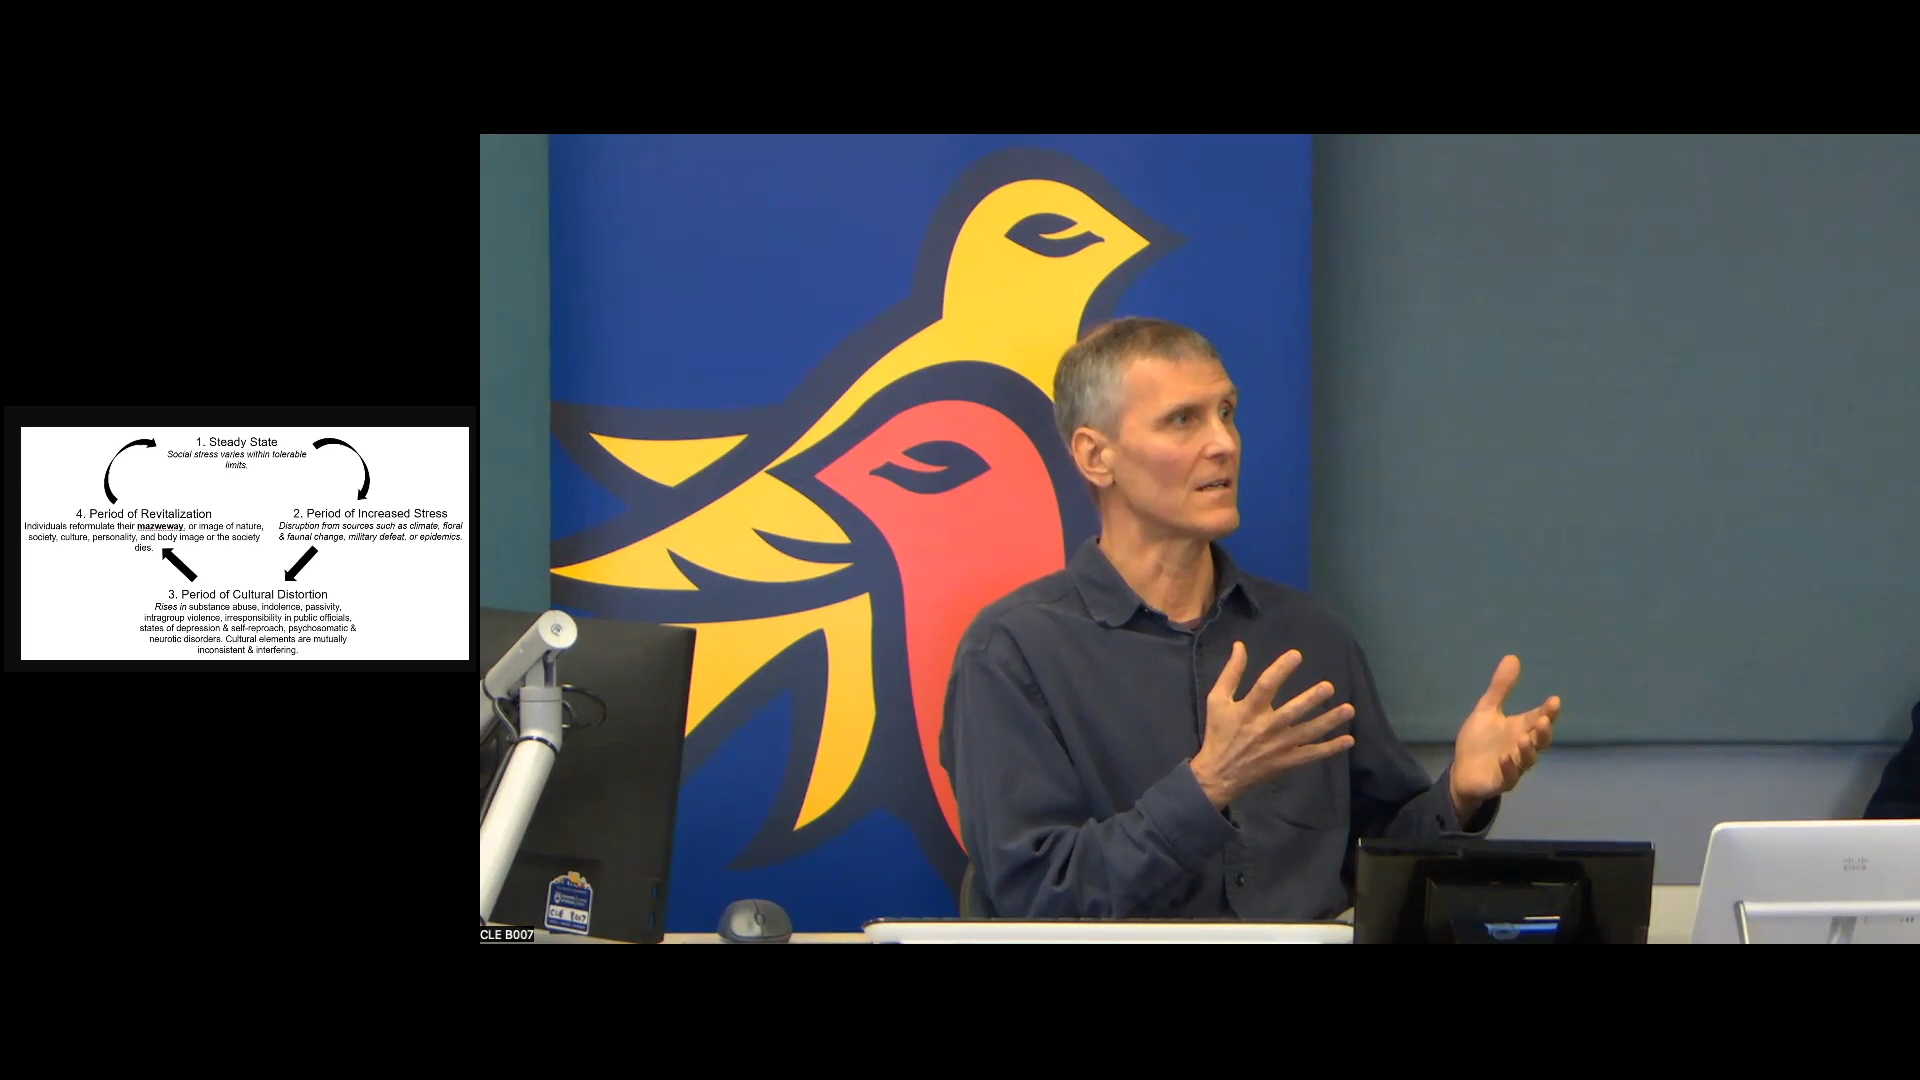 1. Steady State
Social stress varies within tolerable
limits.
4. Period of Revitalization
Individuals reformulate their mazweway, or image of nature,
society, culture, personality, and body image or the society
dies.
2. Period of Increased Stress
Disruption from sources such as climate, floral
& faunal change, military defeat, or epidemics.
3. Period of Cultural Distortion
Rises in substance abuse, indolence, passivity,
intragroup violence, irresponsibility in public officials,
states of depression & self-reproach, psychosomatic &
neurotic disorders. Cultural elements are mutually
inconsistent & interfering.
CLE B007
CLE B007
CISCO